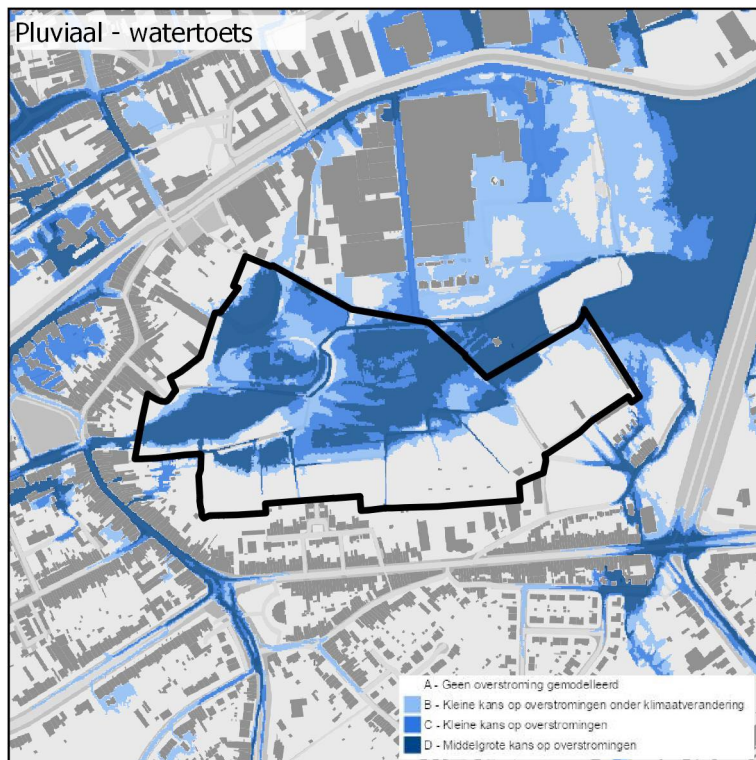 Pluviaal - watertoets
A - Geen overstroming gemodelleerd
B - Kleine kans op overstromingen onder klimaatverandering
C - Kleine kans op overstromingen
D - Middelgrote kans op overstromingen